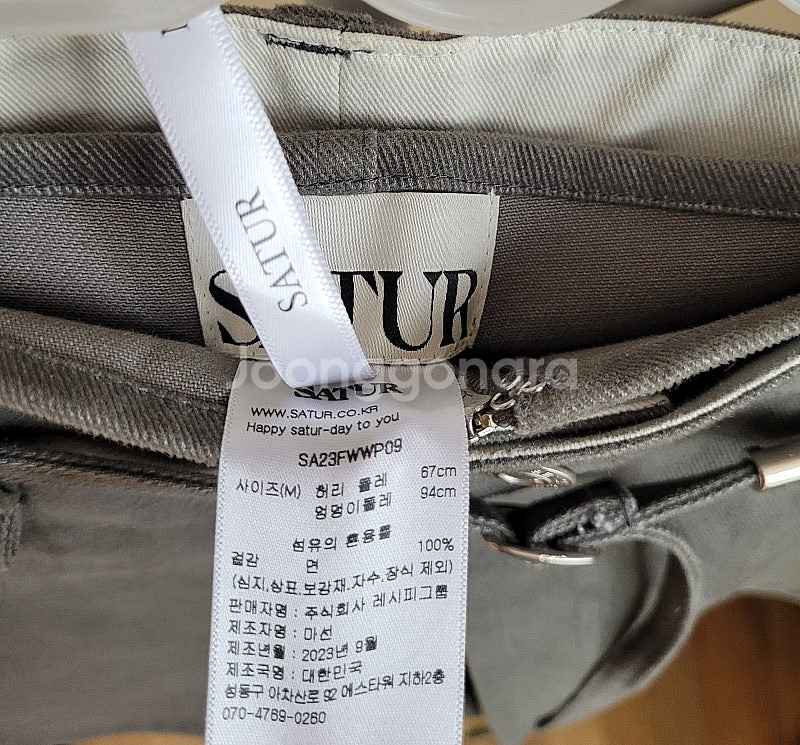 SATUR
SATUR
Joonggonara
SATUR
WWW.SATUR.CO.KR
Happy satur-day to you
SA23FWWP09
사이즈(M) 허리 둘레 67cm
엉덩이둘레 94cm
섬유의 혼용률
겉감 면 100%
(심지,상표,보강재,자수,장식 제외)
판매자명 : 주식회사 레시피그룹
제조자명 : 마선
제조년월 : 2023년 9월
제조국명 : 대한민국
성동구 아차산로 92 에스타워 지하2층
070-4769-0260